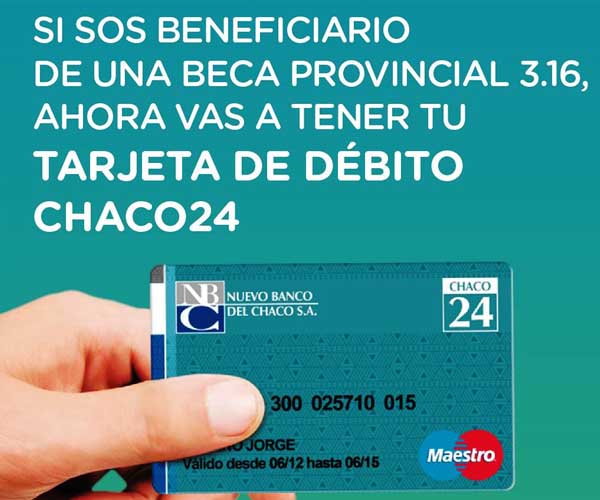 SI SOS BENEFICIARIO
DE UNA BECA PROVINCIAL 3.16,
AHORA VAS A TENER TU
TARJETA DE DÉBITO
CHACO24
NBC NUEVO BANCO
DEL CHACO S.A.
CHACO
24
300 025710 015
JORGE
Válido desde 06/12 hasta 06/15
Maestro